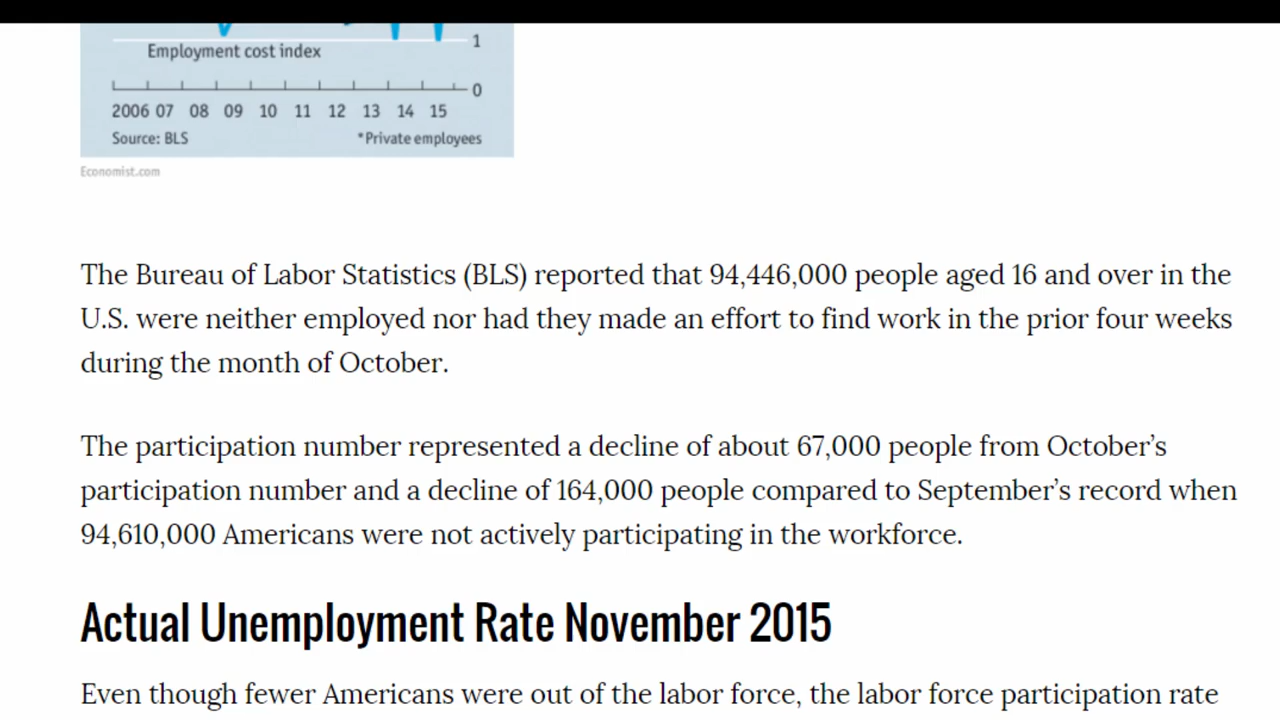 1
Employment cost index
0
2006 07 08 09 10 11 12 13 14 15
Source: BLS *Private employees
Economist.com
The Bureau of Labor Statistics (BLS) reported that 94,446,000 people aged 16 and over in the
U.S. were neither employed nor had they made an effort to find work in the prior four weeks
during the month of October.
The participation number represented a decline of about 67,000 people from October’s
participation number and a decline of 164,000 people compared to September’s record when
94,610,000 Americans were not actively participating in the workforce.
Actual Unemployment Rate November 2015
Even though fewer Americans were out of the labor force, the labor force participation rate